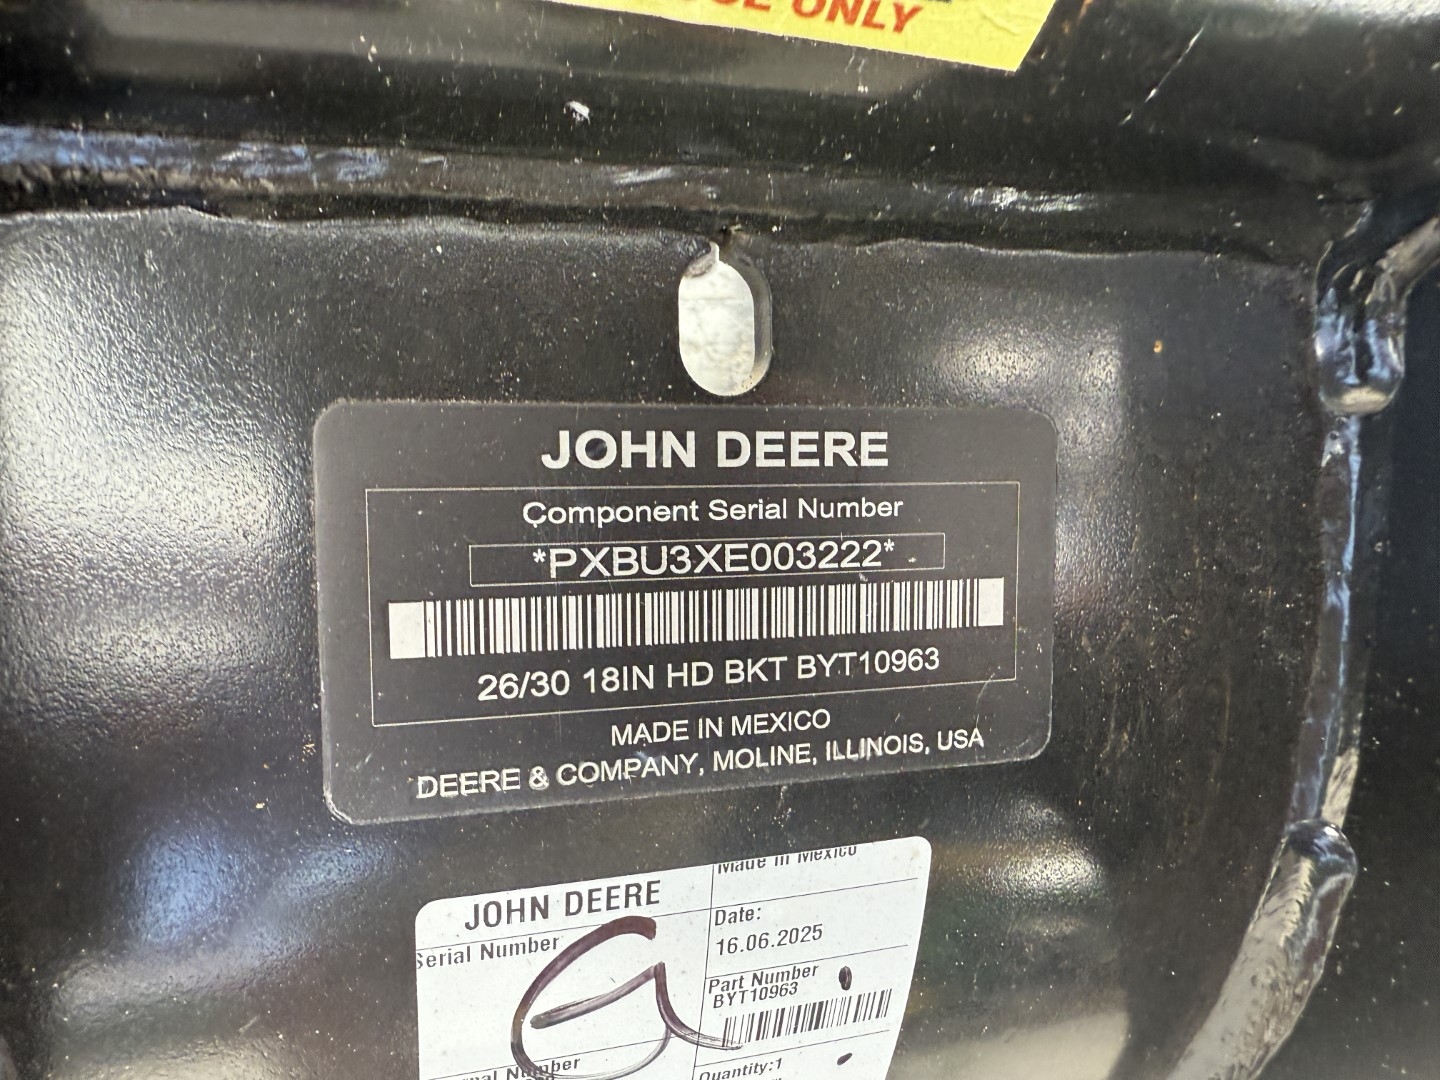 ONLY
JOHN DEERE
Component Serial Number
*PXBU3XE003222*
26/30 18IN HD BKT BYT10963
MADE IN MEXICO
DEERE & COMPANY, MOLINE, ILLINOIS, USA
JOHN DEERE
Serial Number
Made in Mexico
Date:
16.06.2025
Part Number
BYT10963
Quantity:1